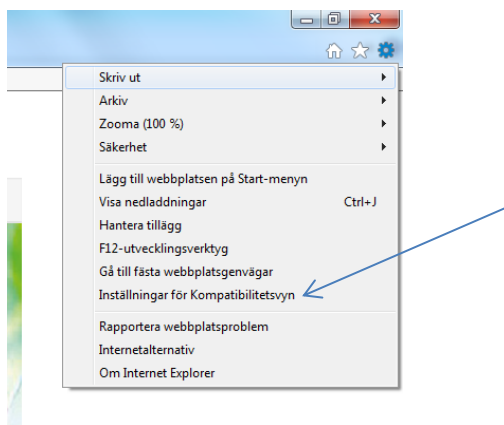 Skriv ut
Arkiv
Zooma (100 %)
Säkerhet
Lägg till webbplatsen på Start-menyn
Visa nedladdningar Ctrl+J
Hantera tillägg
F12-utvecklingsverktyg
Gå till fästa webbplatsgenvägar
Inställningar för Kompatibilitetsvyn
Rapportera webbplatsproblem
Internetalternativ
Om Internet Explorer